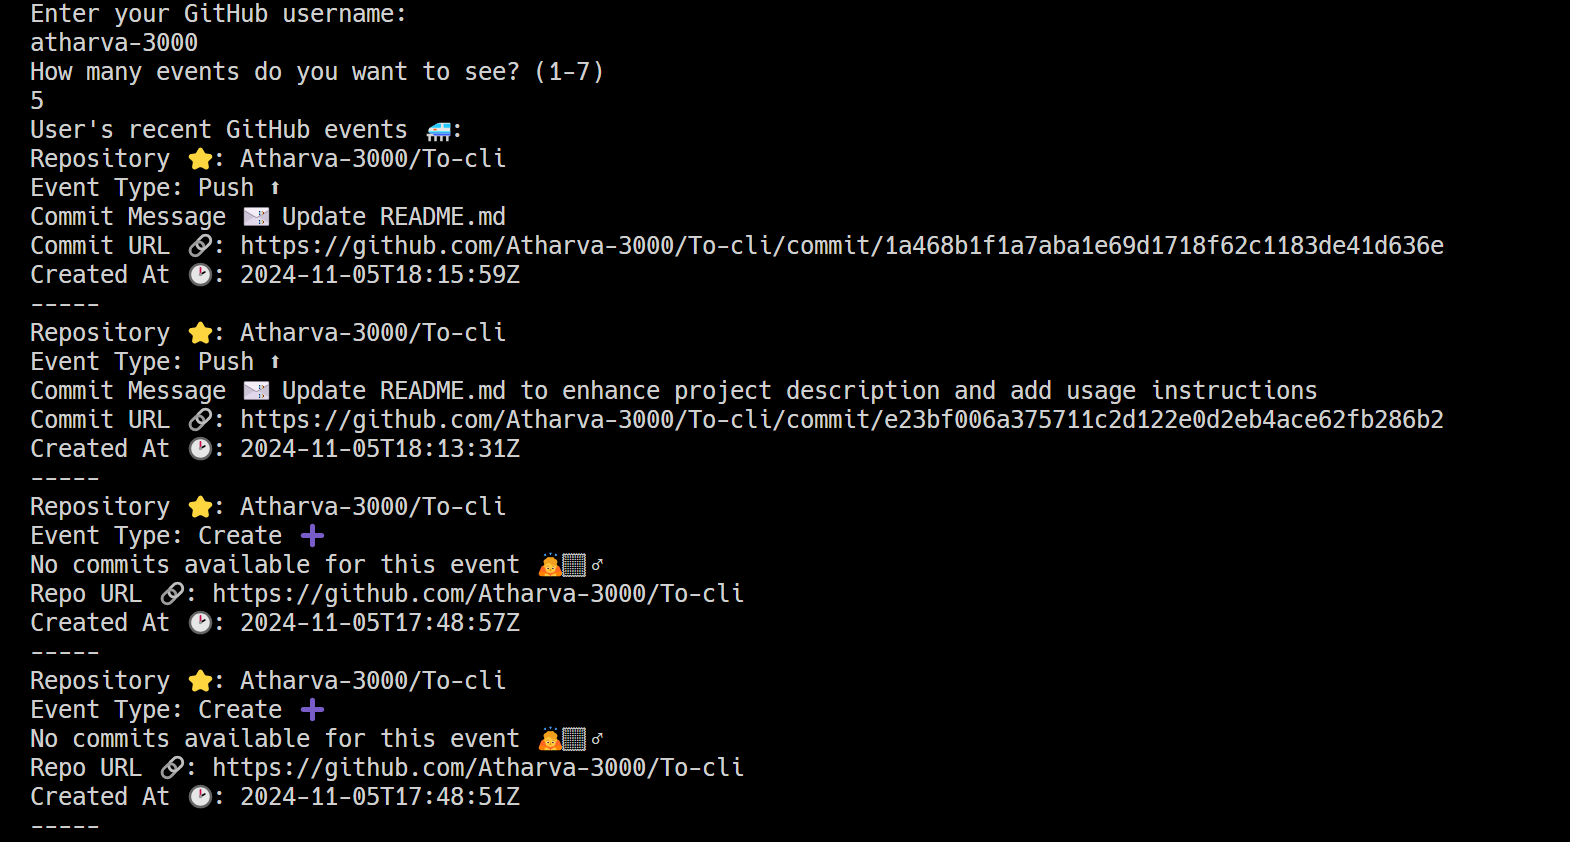 Enter your GitHub username:
atharva-3000
How many events do you want to see? (1-7)
5
User's recent GitHub events 🚈:
Repository ⭐: Atharva-3000/To-cli
Event Type: Push ⬆
Commit Message 📨 Update README.md
Commit URL 🔗: https://github.com/Atharva-3000/To-cli/commit/1a468b1f1a7aba1e69d1718f62c1183de41d636e
Created At 🕐: 2024-11-05T18:15:59Z
-----
Repository ⭐: Atharva-3000/To-cli
Event Type: Push ⬆
Commit Message 📨 Update README.md to enhance project description and add usage instructions
Commit URL 🔗: https://github.com/Atharva-3000/To-cli/commit/e23bf006a375711c2d122e0d2eb4ace62fb286b2
Created At 🕐: 2024-11-05T18:13:31Z
-----
Repository ⭐: Atharva-3000/To-cli
Event Type: Create ➕
No commits available for this event 🙇♂
Repo URL 🔗: https://github.com/Atharva-3000/To-cli
Created At 🕐: 2024-11-05T17:48:57Z
-----
Repository ⭐: Atharva-3000/To-cli
Event Type: Create ➕
No commits available for this event 🙇♂
Repo URL 🔗: https://github.com/Atharva-3000/To-cli
Created At 🕐: 2024-11-05T17:48:51Z
-----